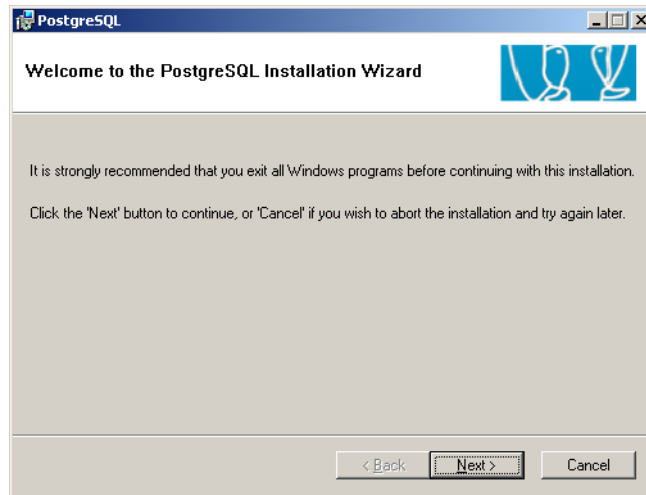 PostgreSQL
Welcome to the PostgreSQL Installation Wizard
It is strongly recommended that you exit all Windows programs before continuing with this installation.
Click the 'Next' button to continue, or 'Cancel' if you wish to abort the installation and try again later.
< Back Next > Cancel